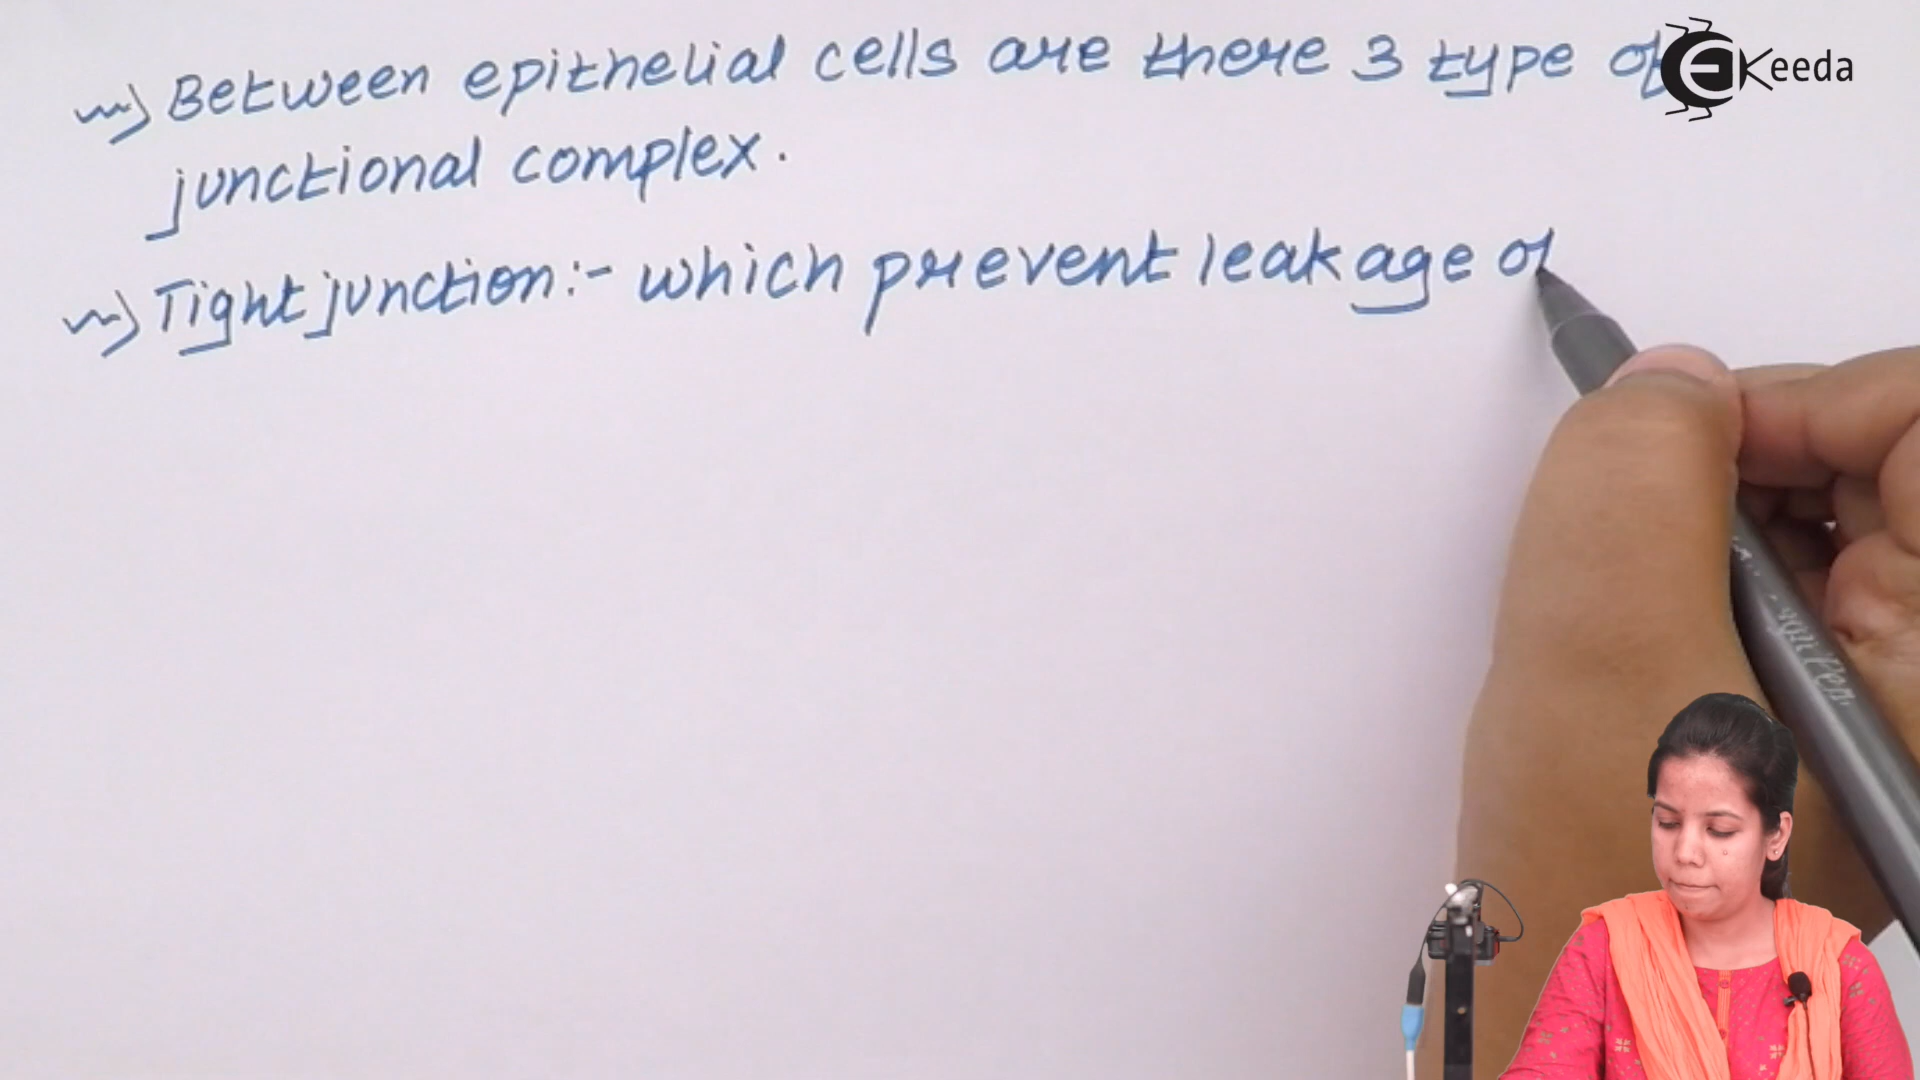 Between epithelial cells are there 3 type of
junctional complex.
Tight junction:- which prevent leakage of
EKeeda